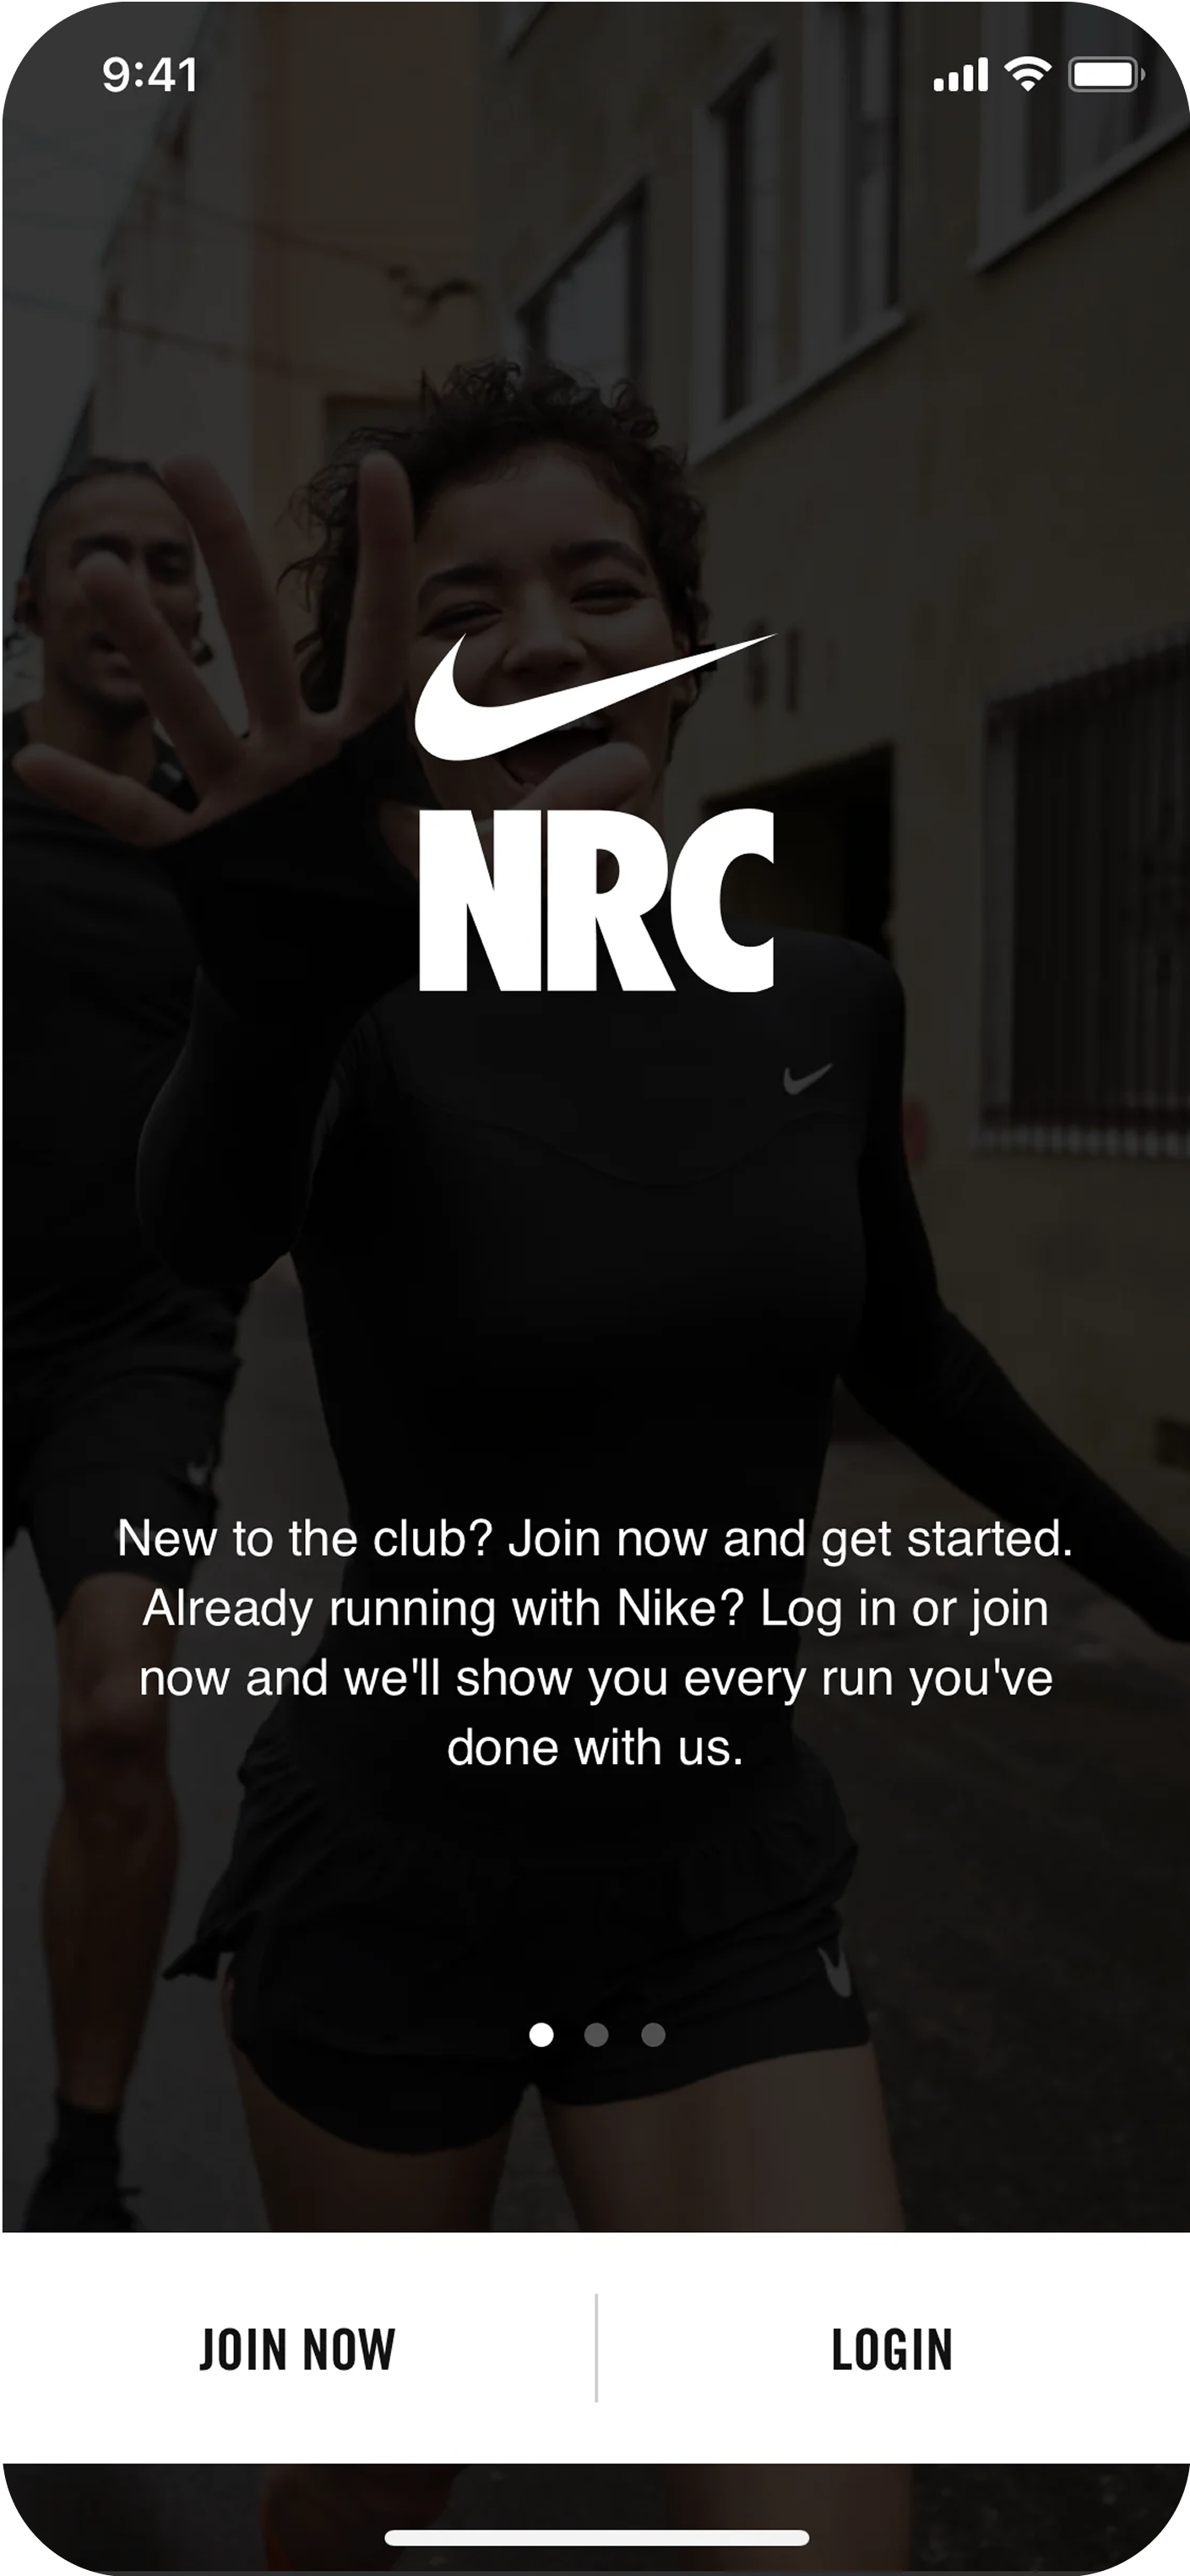 9:41
NRC
New to the club? Join now and get started.
Already running with Nike? Log in or join
now and we'll show you every run you've
done with us.
JOIN NOW
LOGIN